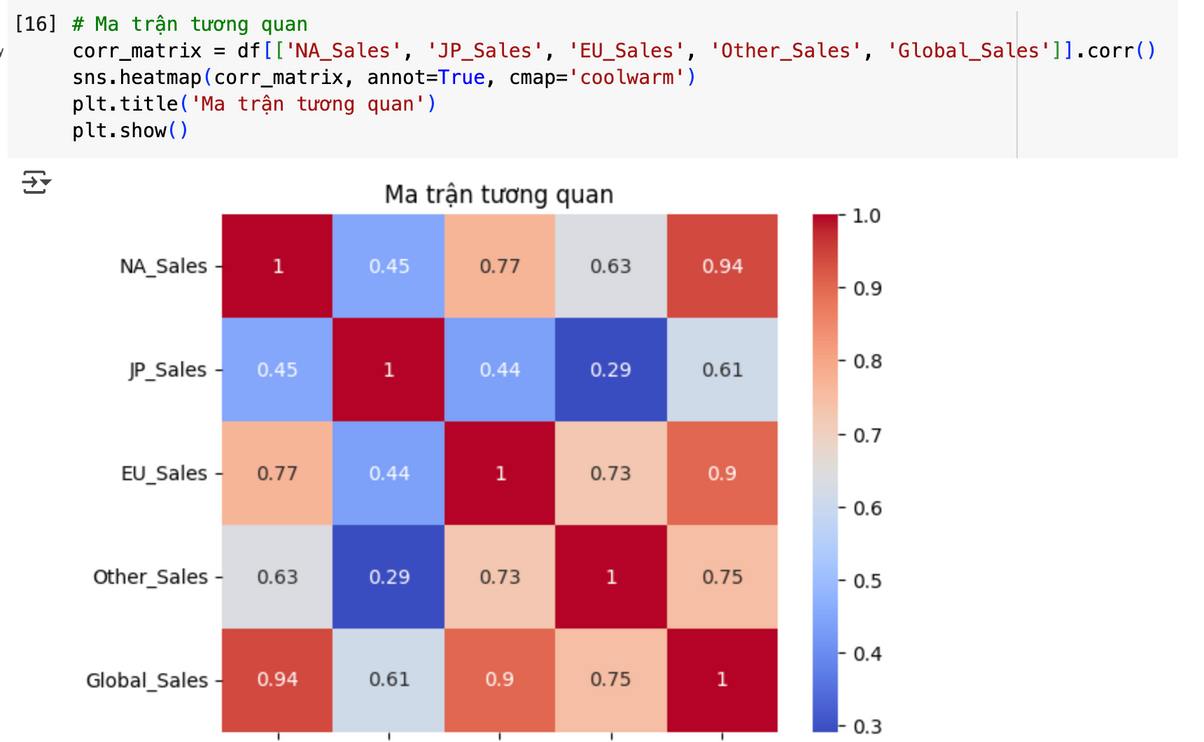 [16] # Ma trận tương quan
corr_matrix = df[['NA_Sales', 'JP_Sales', 'EU_Sales', 'Other_Sales', 'Global_Sales']].corr()
sns.heatmap(corr_matrix, annot=True, cmap='coolwarm')
plt.title('Ma trận tương quan')
plt.show()
Ma trận tương quan
NA_Sales 1 0.45 0.77 0.63 0.94
JP_Sales 0.45 1 0.44 0.29 0.61
EU_Sales 0.77 0.44 1 0.73 0.9
Other_Sales 0.63 0.29 0.73 1 0.75
Global_Sales 0.94 0.61 0.9 0.75 1
1.0
0.9
0.8
0.7
0.6
0.5
0.4
0.3